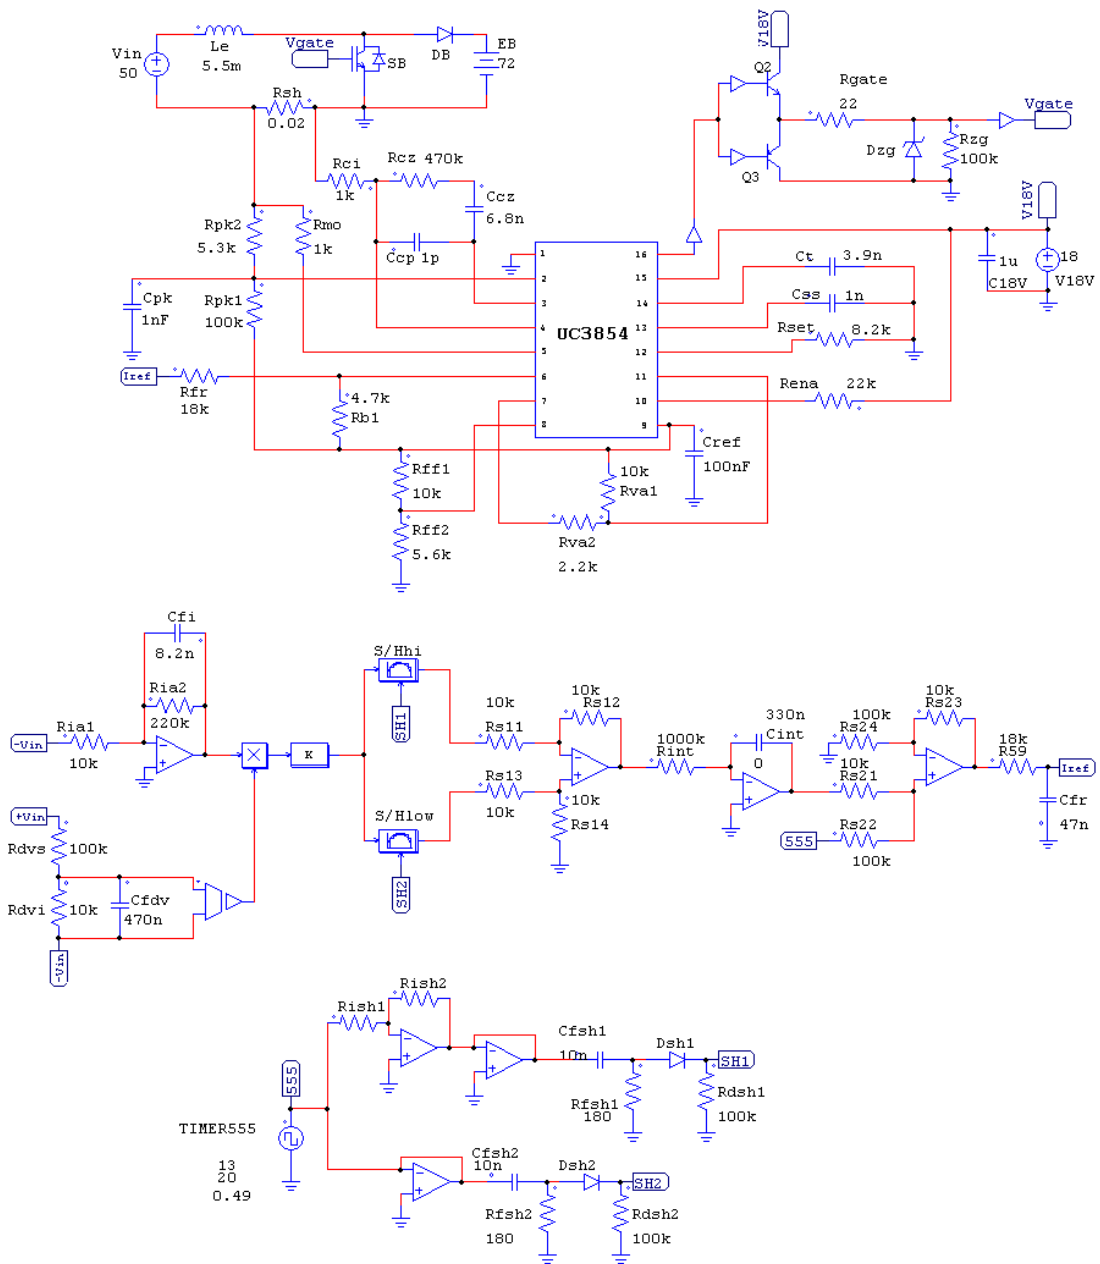 Vin
50
Le
5.5m
Vgate
SB
DB
EB
72
Rsh
0.02
Rci
1k
Rcz 470k
Ccz
6.8n
Ccp 1p
Rpk2
5.3k
Rmo
1k
Cpk
1nF
Rpk1
100k
Iref
Rfr
18k
4.7k
Rb1
Rff1
10k
Rff2
5.6k
10k
Rva1
Rva2
2.2k
UC3854
1
2
3
4
5
6
7
8
16
15
14
13
12
11
10
9
V18V
Q2
Q3
Rgate
22
Dzg
Rzg
100k
Vgate
V18V
1u
C18V
18
V18V
Ct 3.9n
Css 1n
Rset 8.2k
Rena 22k
Cref
100nF
Cfi
8.2n
Ria2
220k
-Vin
Ria1
10k
K
+Vin
Rdvs
100k
Rdvi
10k
Cfdv
470n
-Vin
S/Hhi
SH1
S/Hlow
SH2
10k
Rs11
Rs13
10k
10k
Rs12
10k
Rs14
1000k
Rint
330n
Cint
0
100k
Rs24
10k
Rs21
555
Rs22
100k
10k
Rs23
18k
R59
Iref
Cfr
47n
Rish1
Rish2
555
TIMER555
13
20
0.49
Cfsh1
10n
Rfsh1
180
Dsh1
SH1
Rdsh1
100k
Cfsh2
10n
Rfsh2
180
Dsh2
SH2
Rdsh2
100k